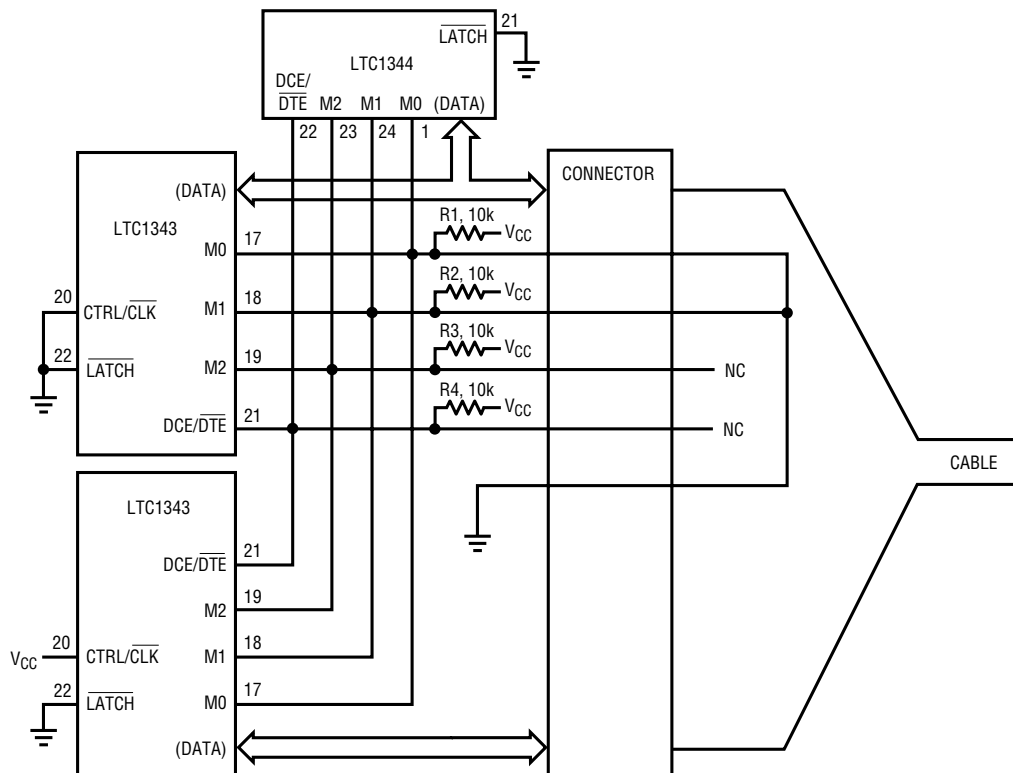 21
LATCH
LTC1344
DCE/
DTE M2 M1 M0 (DATA)
22 23 24 1
CONNECTOR
(DATA)
LTC1343
R1, 10k
VCC
M0 17
R2, 10k
VCC
20 CTRL/CLK
M1 18
R3, 10k
VCC
22 LATCH
M2 19
NC
R4, 10k
VCC
DCE/DTE 21
NC
CABLE
LTC1343
DCE/DTE 21
M2 19
VCC 20 CTRL/CLK
M1 18
22 LATCH
M0 17
(DATA)